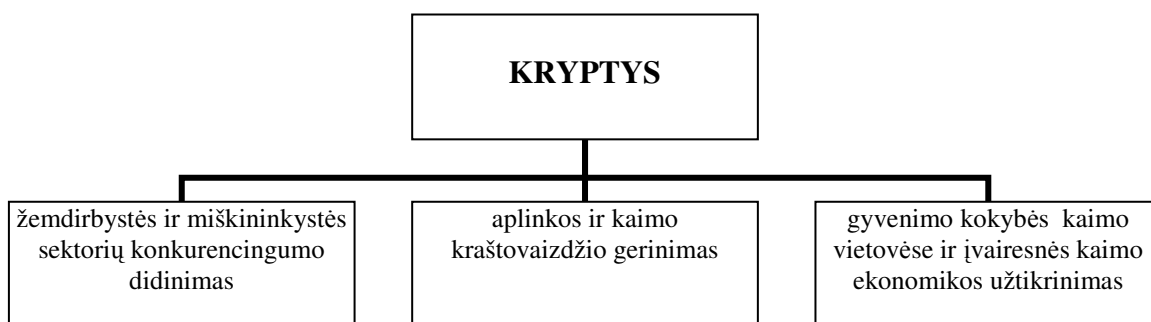 KRYPTYS
žemdirbystės ir miškininkystės
sektorių konkurencingumo
didinimas
aplinkos ir kaimo
kraštovaizdžio gerinimas
gyvenimo kokybės kaimo
vietovėse ir įvairesnės kaimo
ekonomikos užtikrinimas